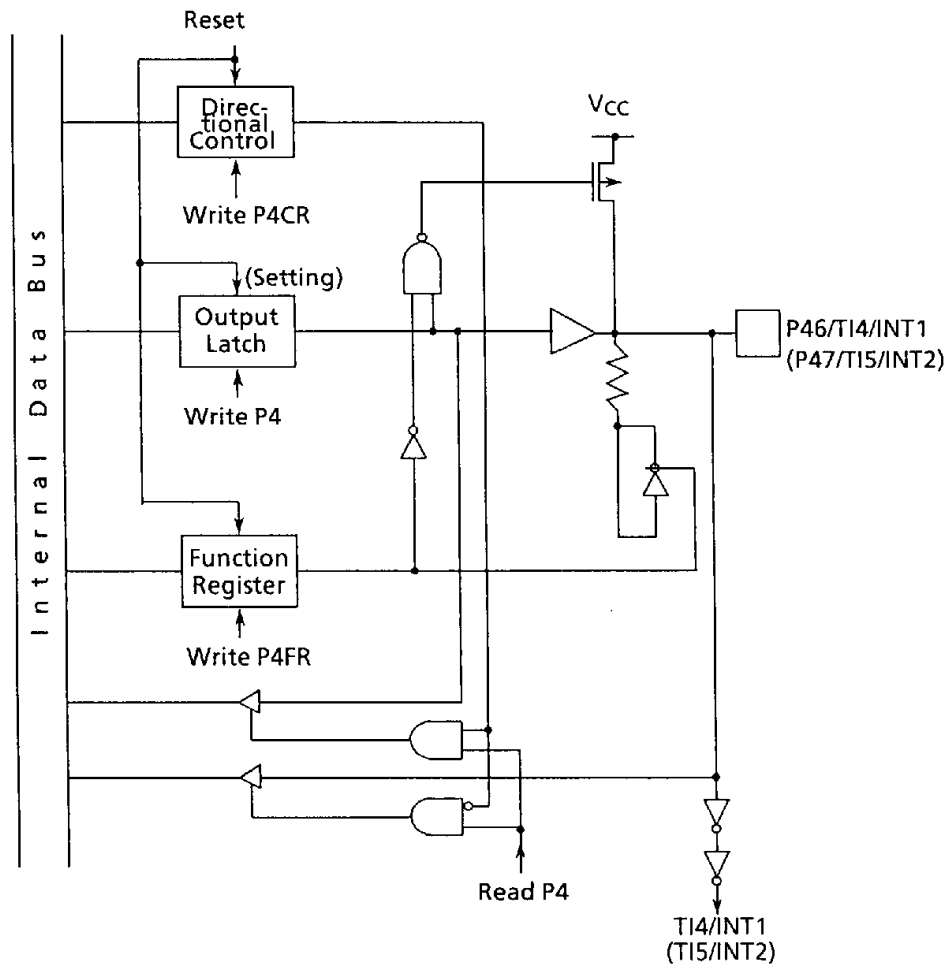 Reset
Direc-
tional
Control
Write P4CR
VCC
Internal Data Bus
(Setting)
Output
Latch
Write P4
P46/TI4/INT1
(P47/TI5/INT2)
Function
Register
Write P4FR
Read P4
TI4/INT1
(TI5/INT2)